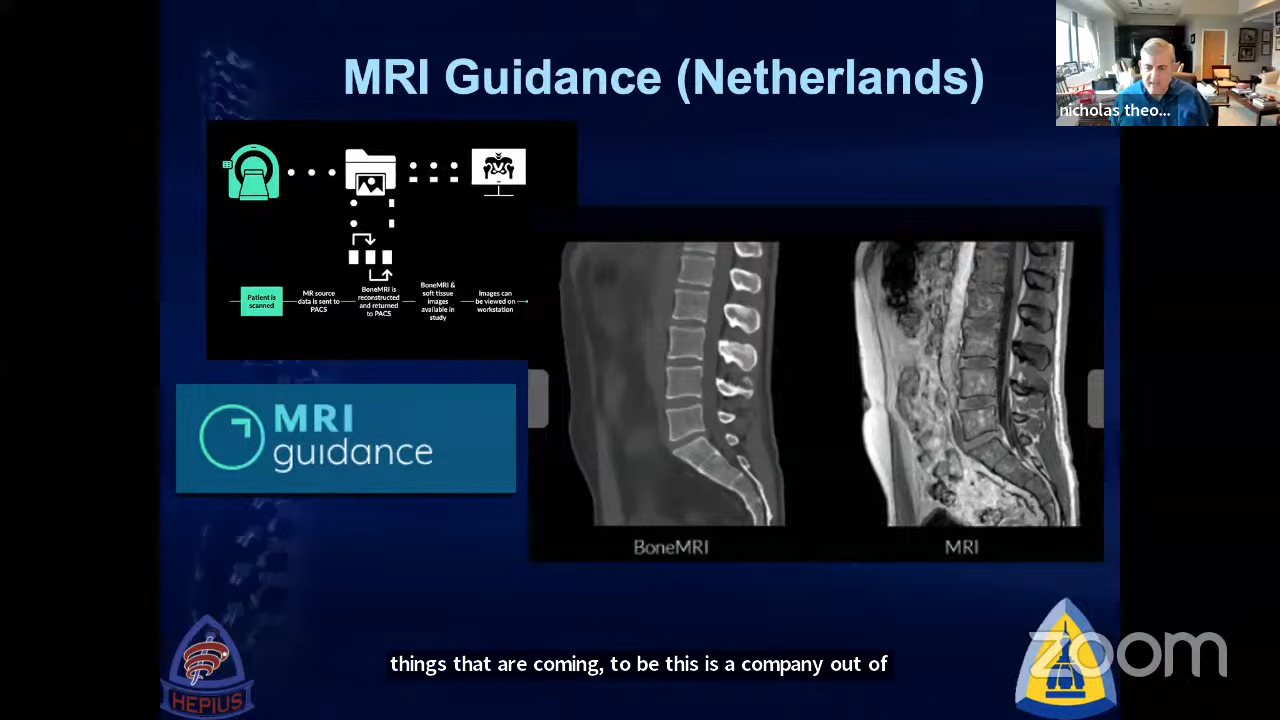 MRI Guidance (Netherlands)
nicholas theo...
Patient is
scanned
MR source
data is sent to
PACS
BoneMRI is
reconstructed
and returned
to PACS
BoneMRI &
soft tissue
images
available in
study
Images can
be viewed on
workstation
MRI
guidance
BoneMRI
MRI
things that are coming, to be this is a company out of
HEPIUS
zoom